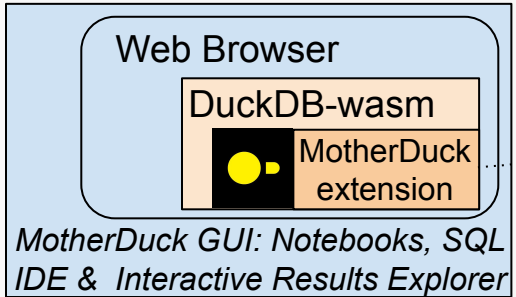 Web Browser
DuckDB-wasm
MotherDuck
extension
MotherDuck GUI: Notebooks, SQL
IDE & Interactive Results Explorer